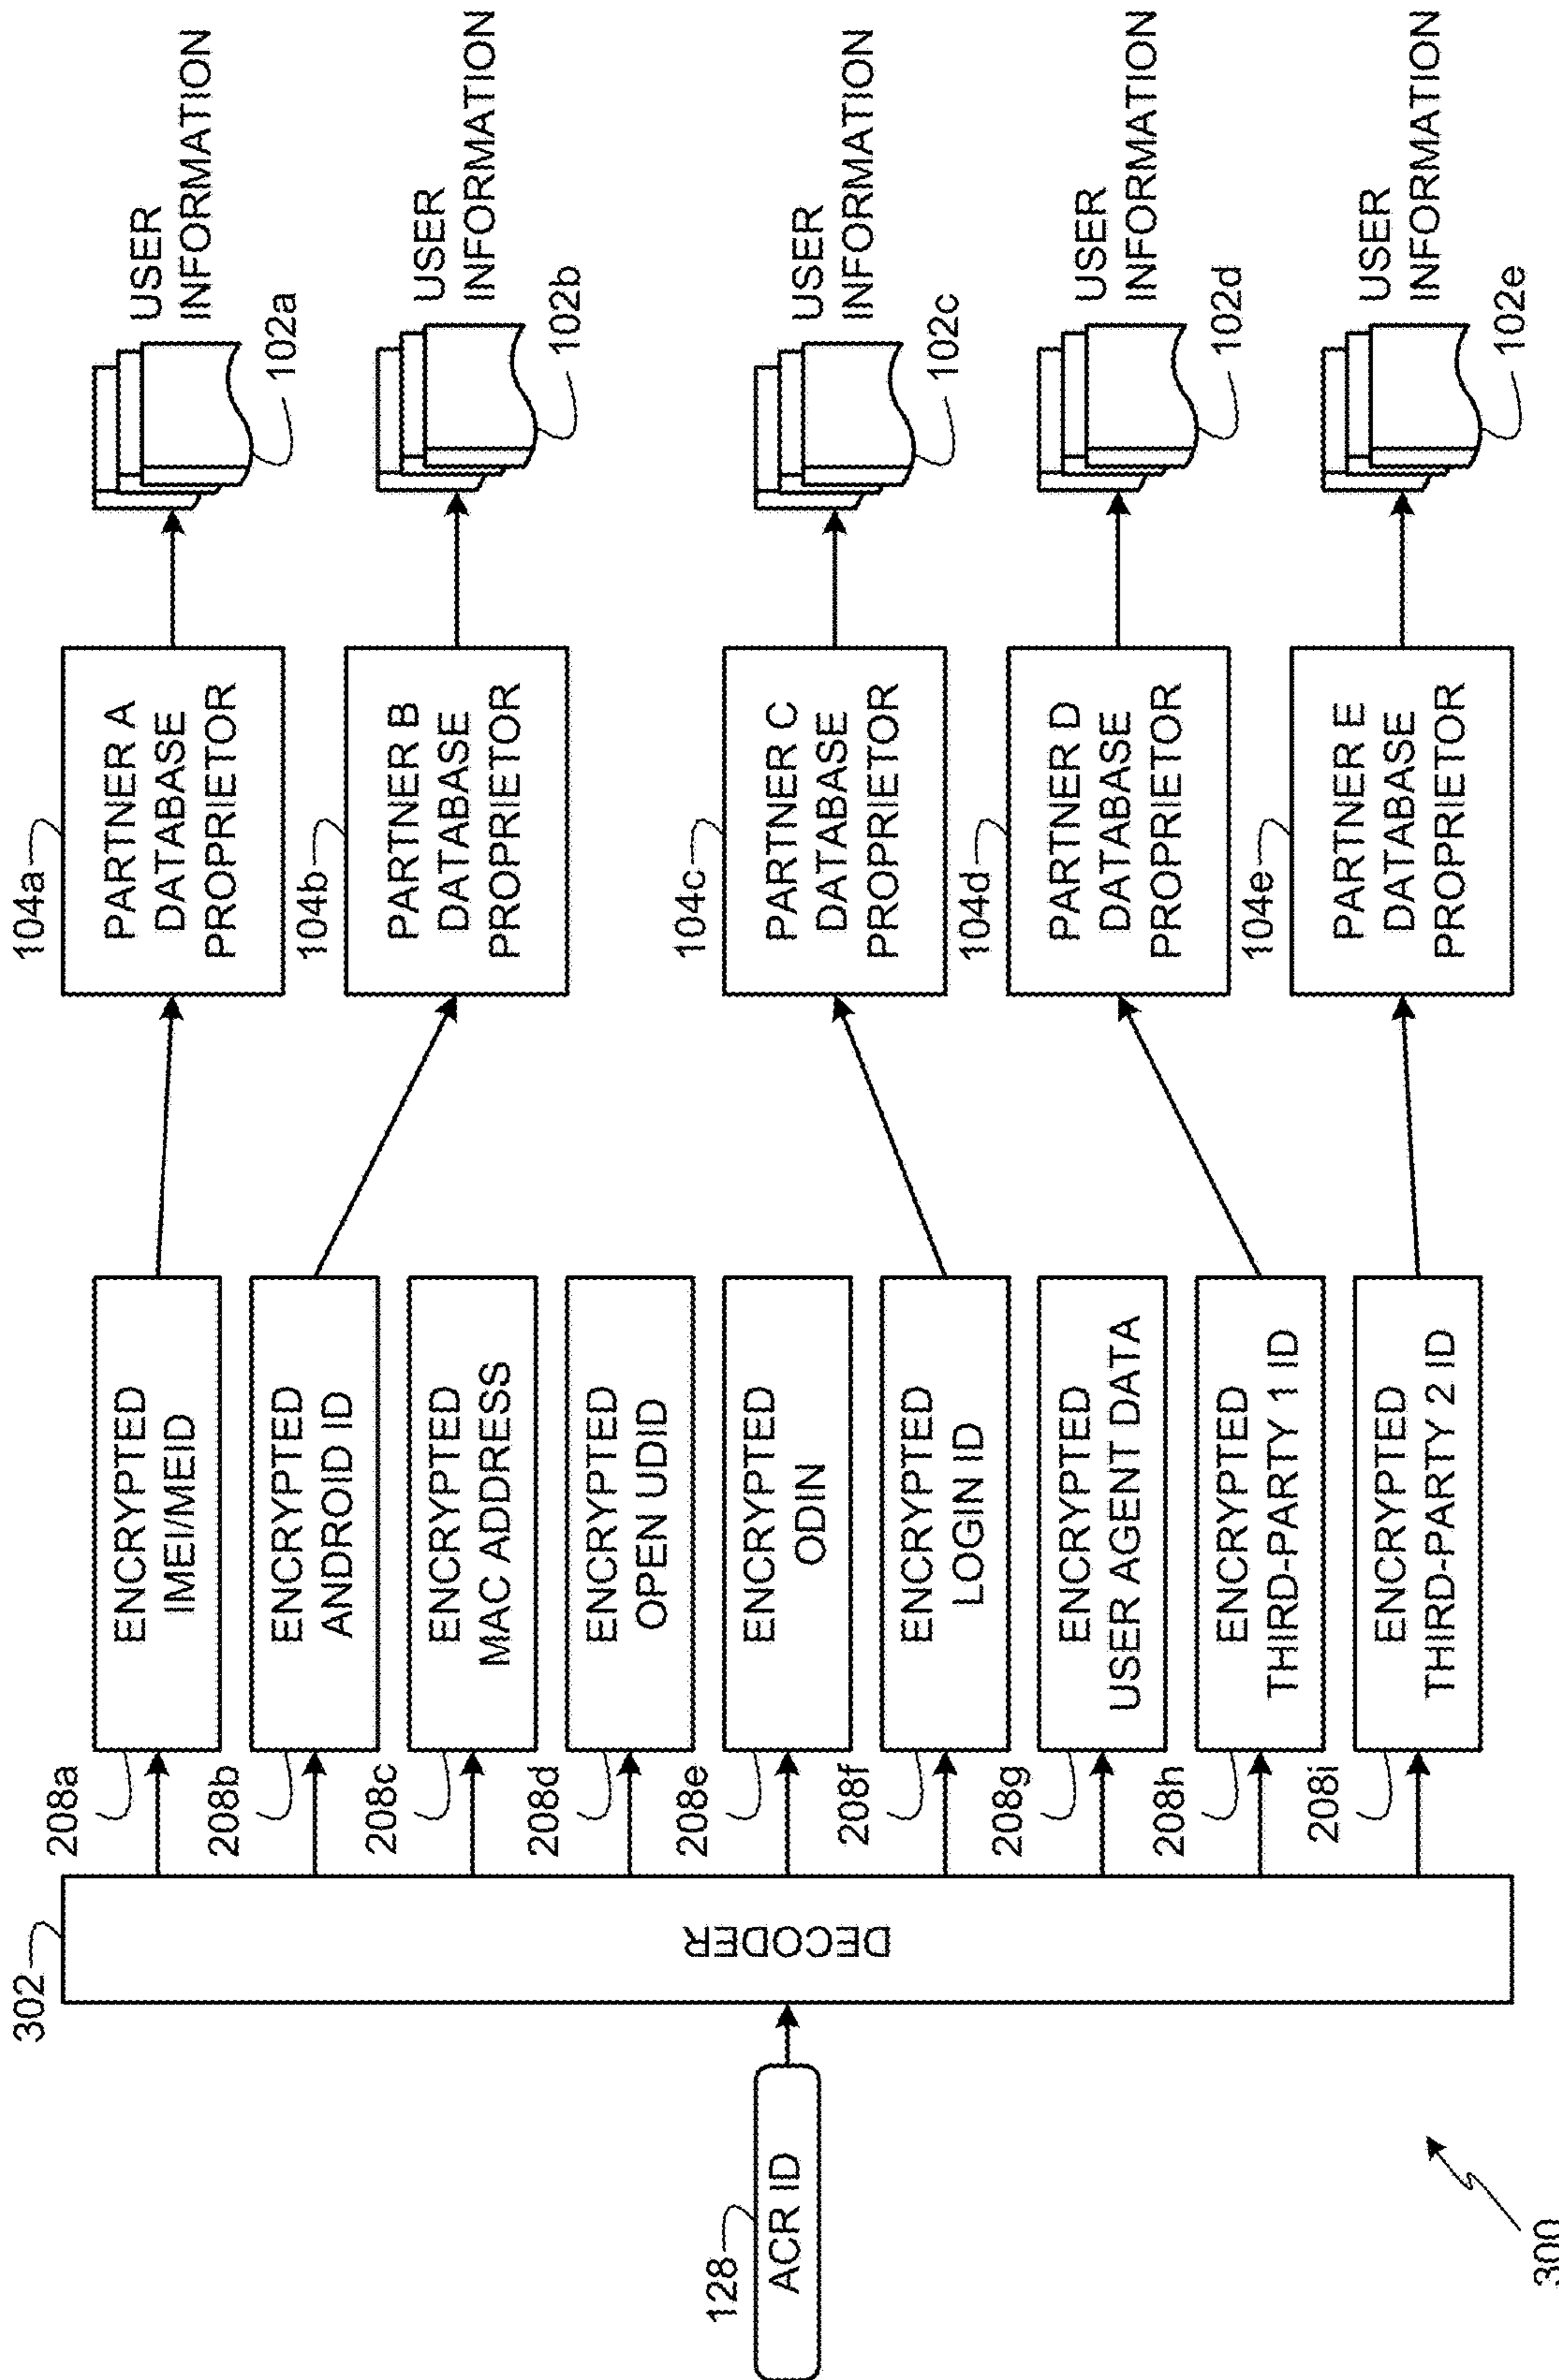 128
ACR ID
300
302
DECODER
208a
ENCRYPTED
IMEI/MEID
208b
ENCRYPTED
ANDROID ID
208c
ENCRYPTED
MAC ADDRESS
208d
ENCRYPTED
OPEN UDID
208e
ENCRYPTED
ODIN
208f
ENCRYPTED
LOGIN ID
208g
ENCRYPTED
USER AGENT DATA
208h
ENCRYPTED
THIRD-PARTY 1 ID
208i
ENCRYPTED
THIRD-PARTY 2 ID
104a
PARTNER A
DATABASE
PROPRIETOR
104b
PARTNER B
DATABASE
PROPRIETOR
104c
PARTNER C
DATABASE
PROPRIETOR
104d
PARTNER D
DATABASE
PROPRIETOR
104e
PARTNER E
DATABASE
PROPRIETOR
USER
INFORMATION
102a
USER
INFORMATION
102b
USER
INFORMATION
102c
USER
INFORMATION
102d
USER
INFORMATION
102e